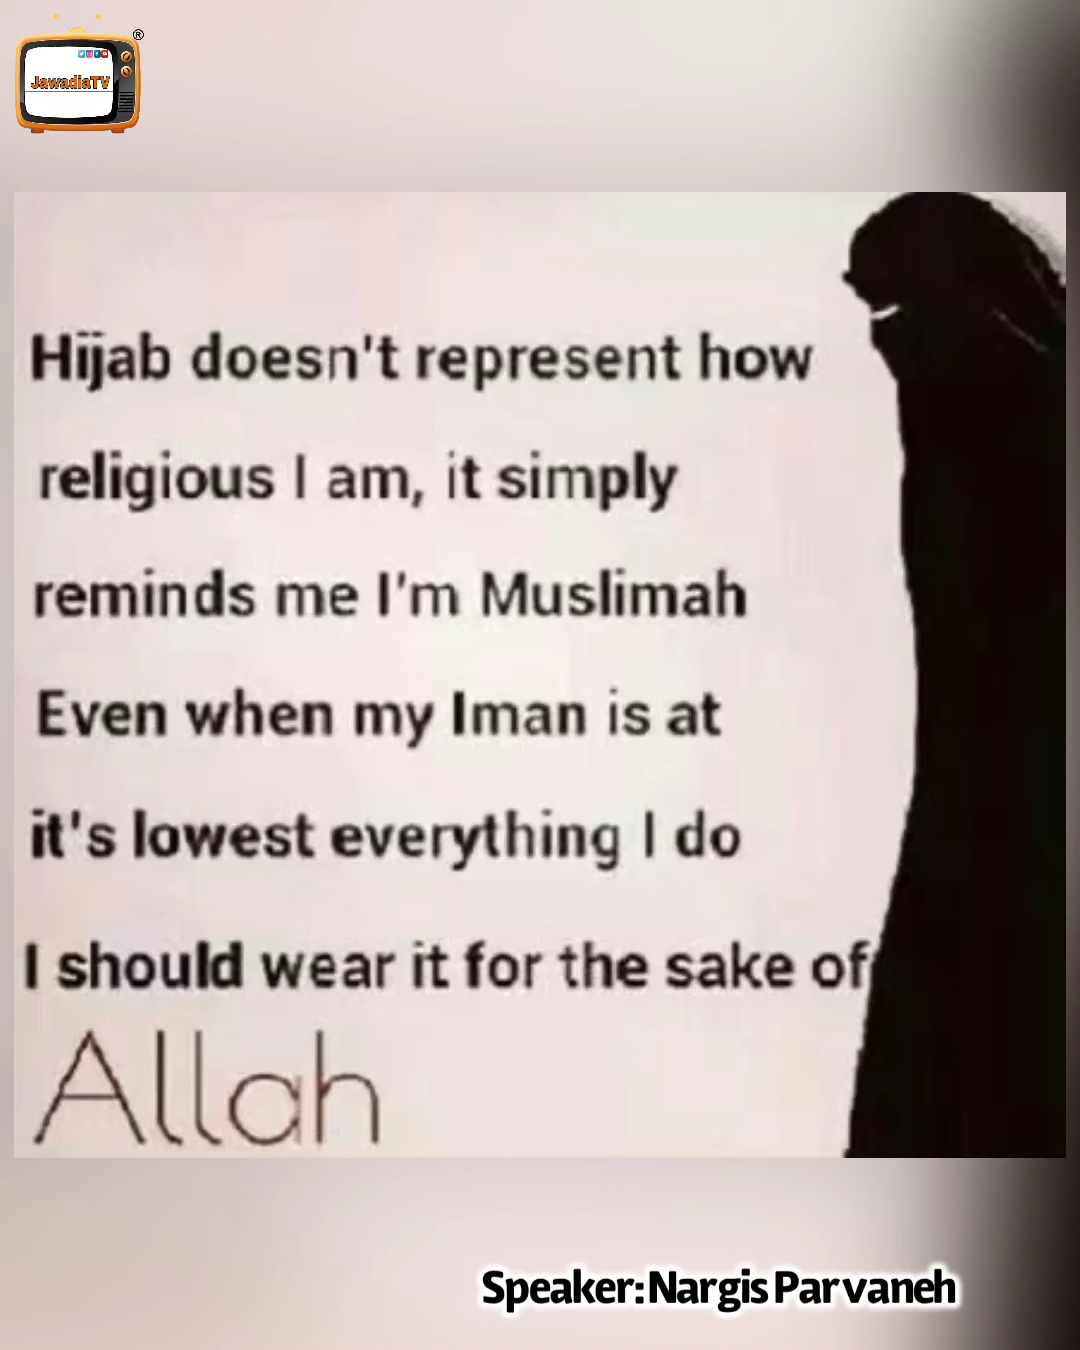 JawadiaTV
®
Hijab doesn't represent how
religious I am, it simply
reminds me I'm Muslimah
Even when my Iman is at
it's lowest everything I do
I should wear it for the sake of
Allah
Speaker: Nargis Parvaneh